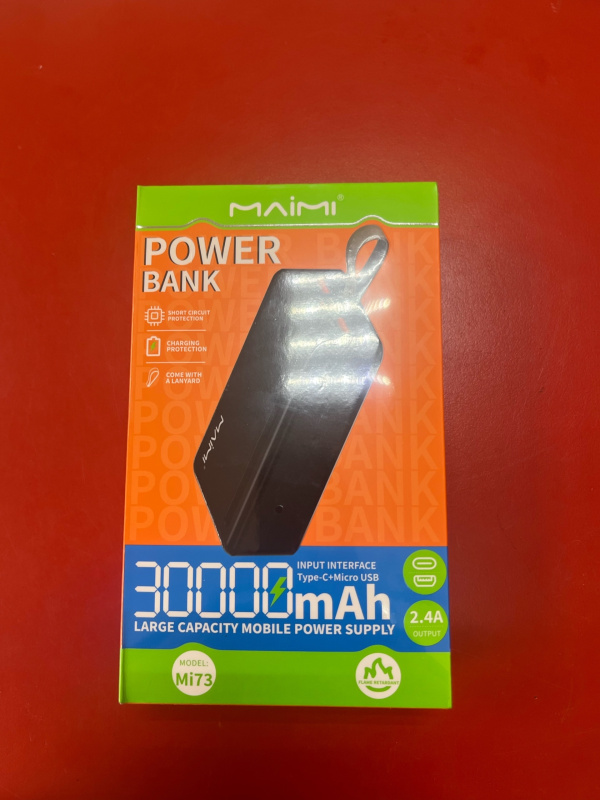 MAIMI®
POWER
BANK
SHORT CIRCUIT
PROTECTION
CHARGING
PROTECTION
COME WITH
A LANYARD
MAIMI
30000mAh
INPUT INTERFACE
Type-C+Micro USB
LARGE CAPACITY MOBILE POWER SUPPLY
2.4A
OUTPUT
MODEL:
Mi73
FLAME RETARDANT